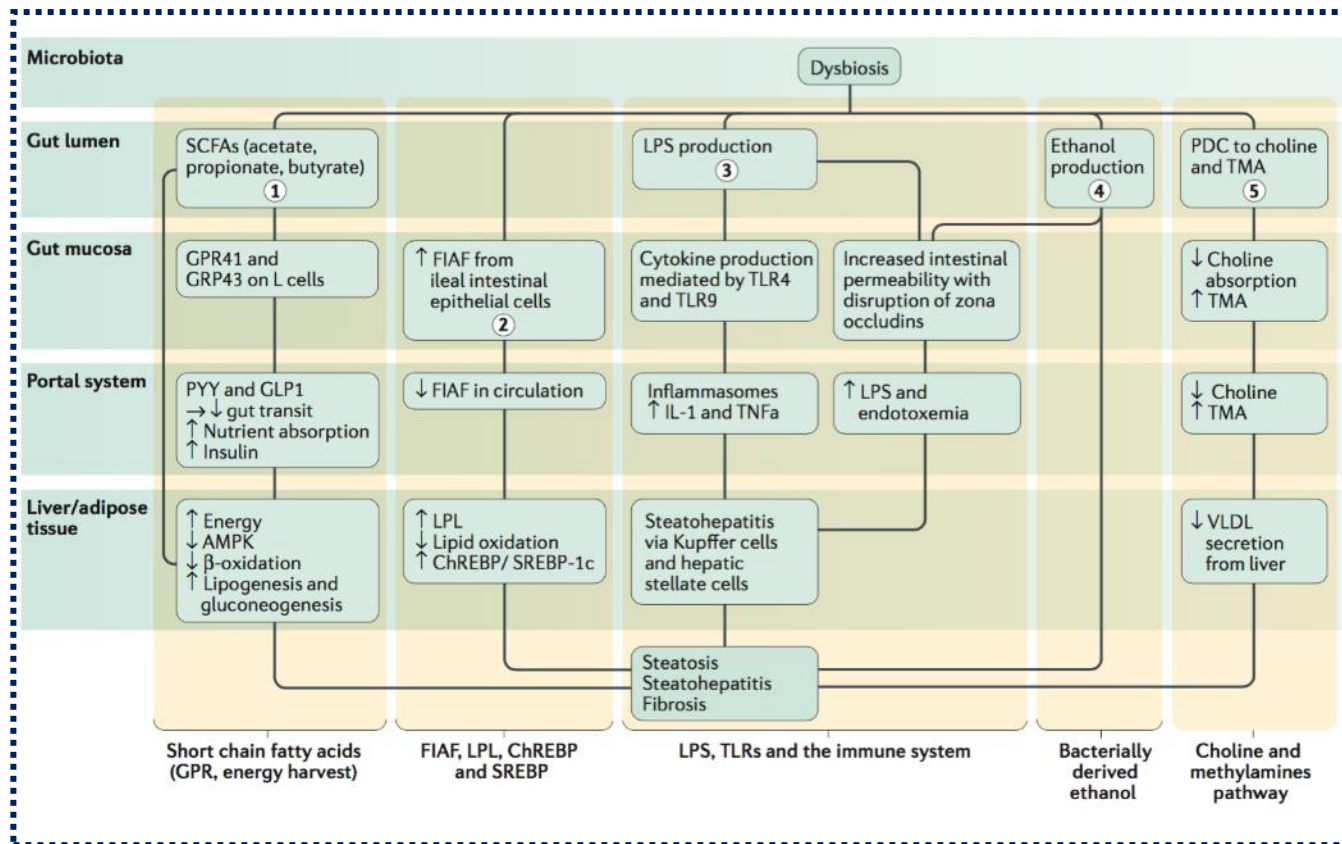 Microbiota
Dysbiosis
Gut lumen
SCFAs (acetate,
propionate, butyrate)
1
LPS production
3
Ethanol
production
4
PDC to choline
and TMA
5
Gut mucosa
GPR41 and
GRP43 on L cells
↑ FIAF from
ileal intestinal
epithelial cells
2
Cytokine production
mediated by TLR4
and TLR9
Increased intestinal
permeability with
disruption of zona
occludins
↓ Choline
absorption
↑ TMA
Portal system
PYY and GLP1
→ ↓ gut transit
↑ Nutrient absorption
↑ Insulin
↓ FIAF in circulation
Inflammasomes
↑ IL-1 and TNFa
↑ LPS and
endotoxemia
↓ Choline
↑ TMA
Liver/adipose
tissue
↑ Energy
↓ AMPK
↓ β-oxidation
↑ Lipogenesis and
gluconeogenesis
↑ LPL
↓ Lipid oxidation
↑ ChREBP/ SREBP-1c
Steatohepatitis
via Kupffer cells
and hepatic
stellate cells
↓ VLDL
secretion
from liver
Steatosis
Steatohepatitis
Fibrosis
Short chain fatty acids
(GPR, energy harvest)
FIAF, LPL, ChREBP
and SREBP
LPS, TLRs and the immune system
Bacterially
derived
ethanol
Choline and
methylamines
pathway